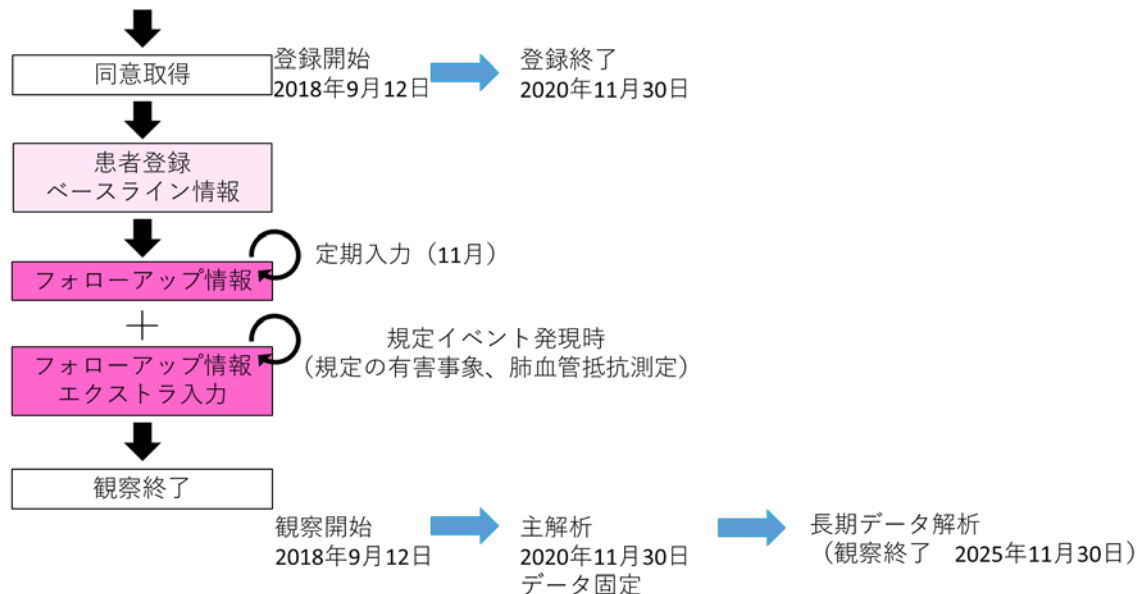 同意取得
登録開始
2018年9月12日
登録終了
2020年11月30日
患者登録
ベースライン情報
フォローアップ情報
定期入力（11月）
＋
フォローアップ情報
エクストラ入力
規定イベント発現時
（規定の有害事象、肺血管抵抗測定）
観察終了
観察開始
2018年9月12日
主解析
2020年11月30日
データ固定
長期データ解析
（観察終了　2025年11月30日）